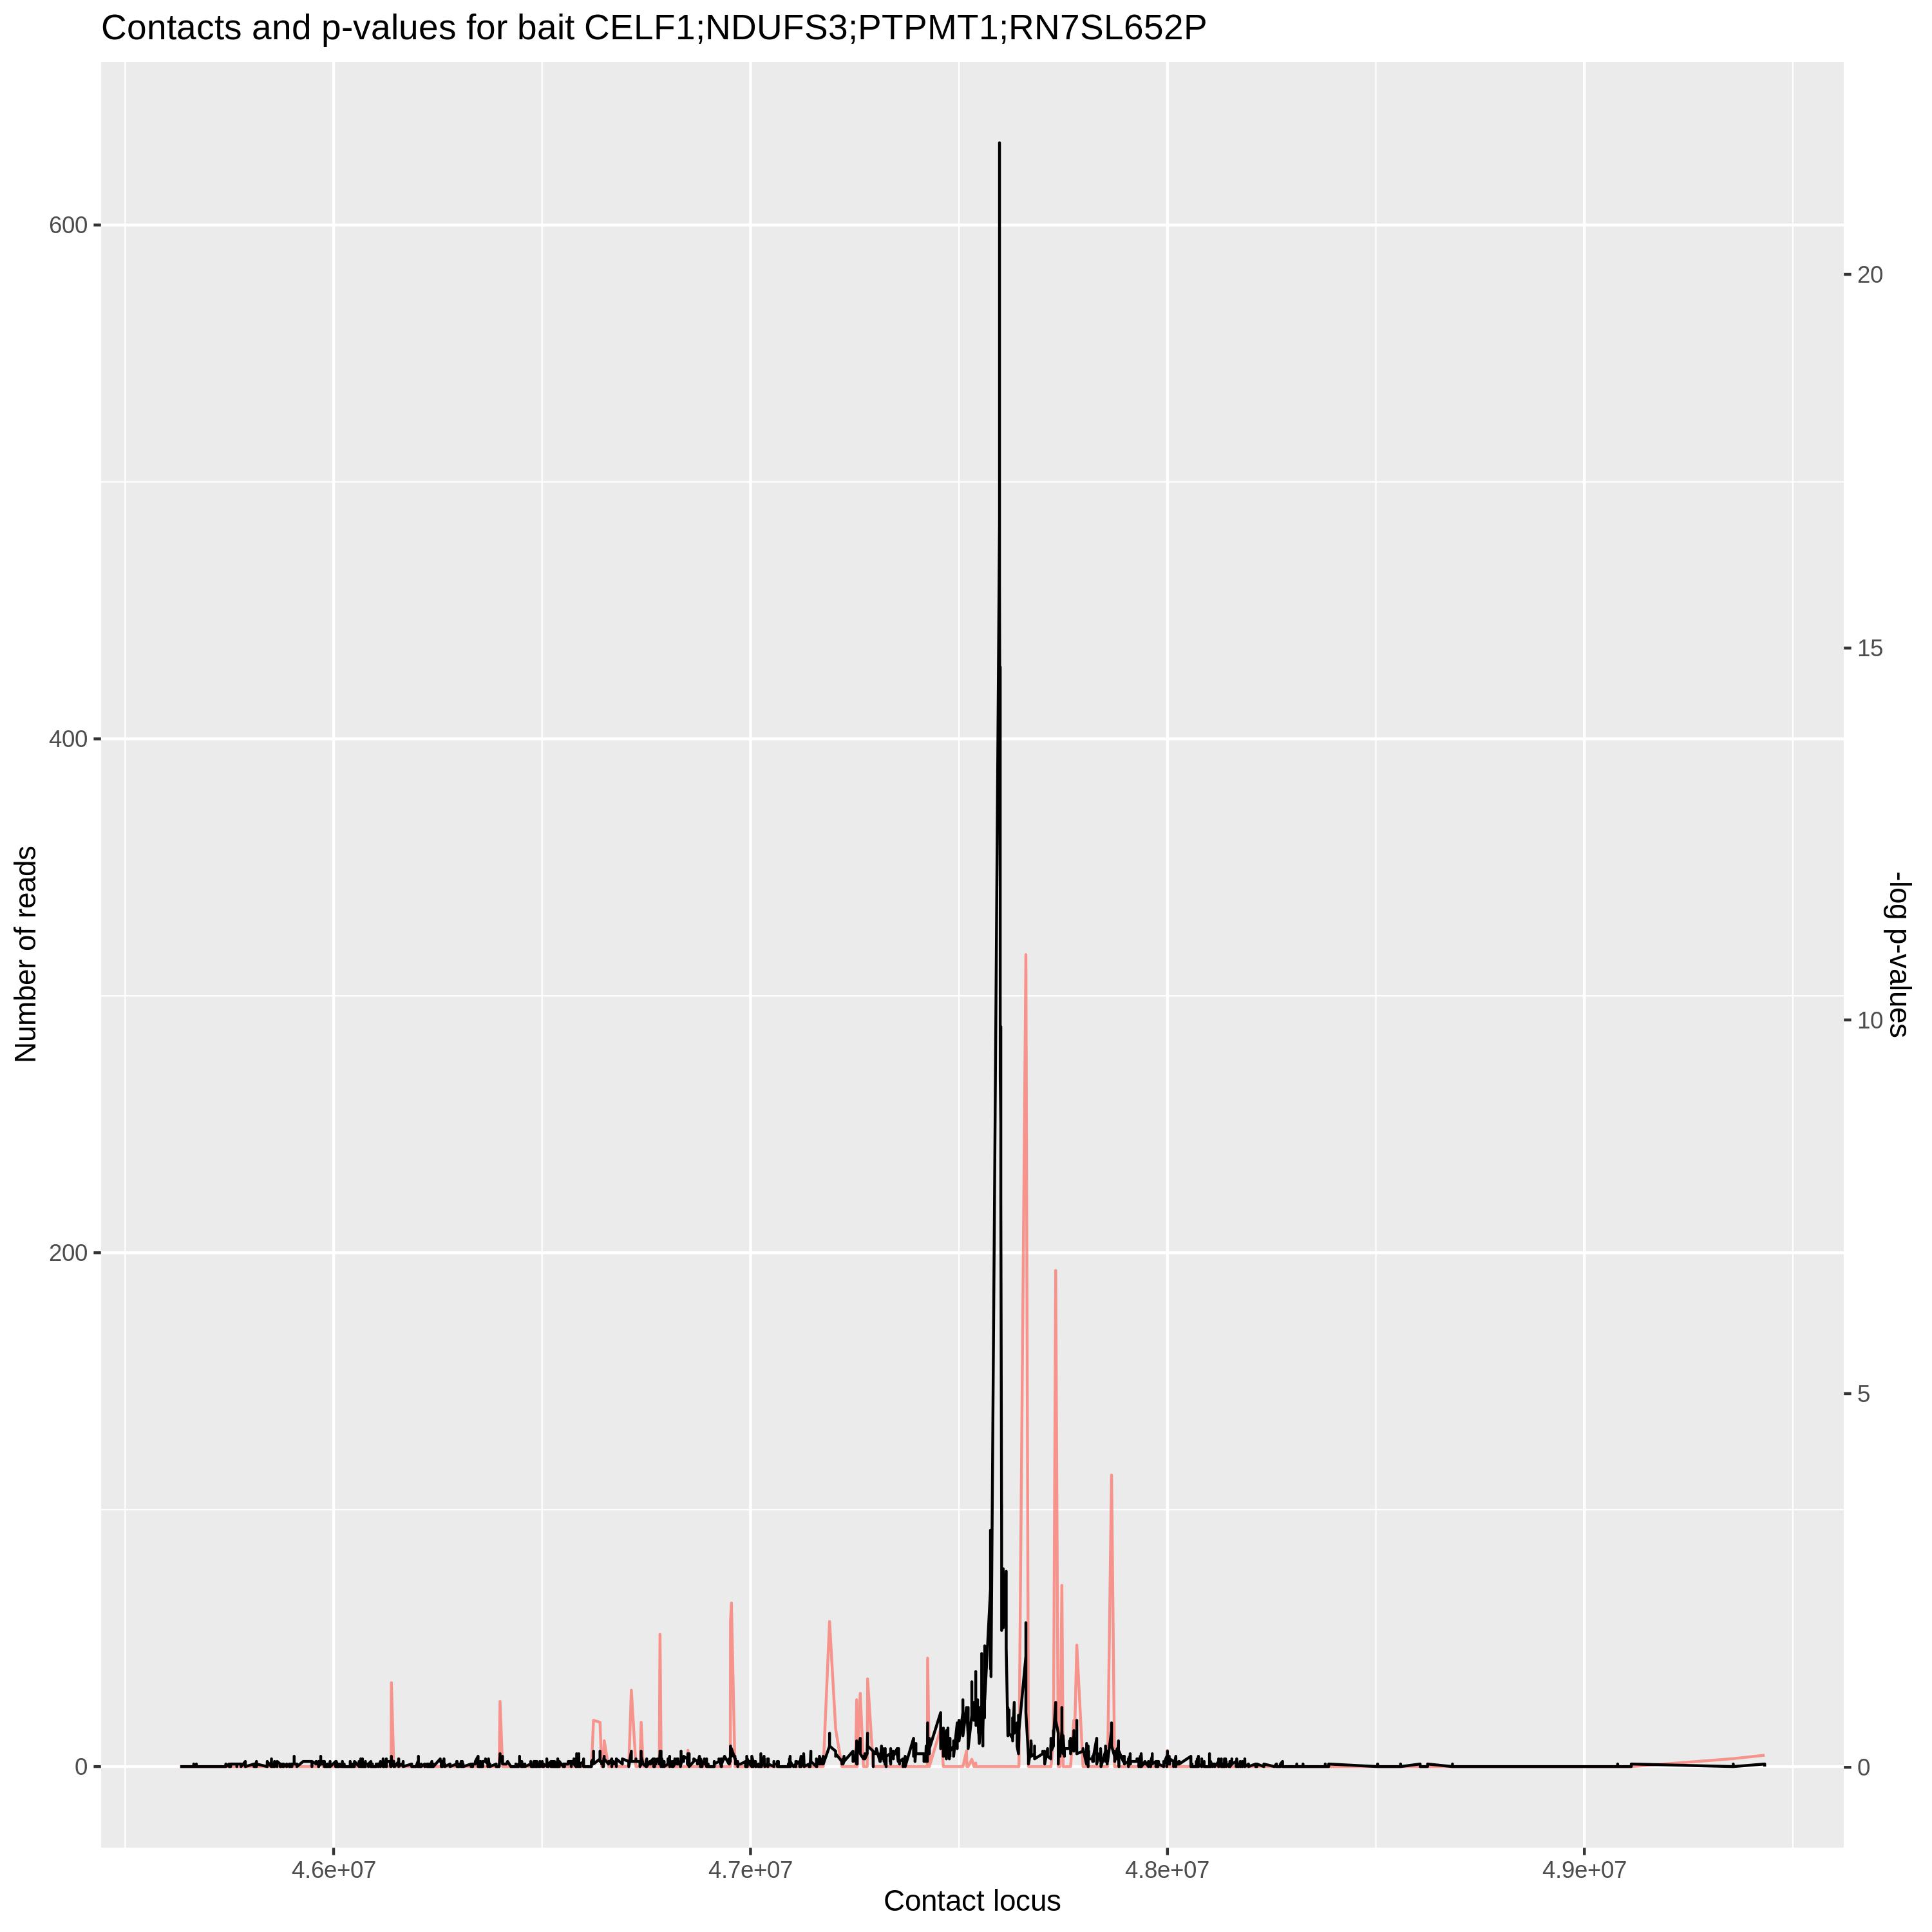 Contacts and p-values for bait CELF1;NDUFS3;PTPMT1;RN7SL652P
600
400
200
0
Number of reads
20
15
10
5
0
-log p-values
4.6e+07
4.7e+07
4.8e+07
4.9e+07
Contact locus